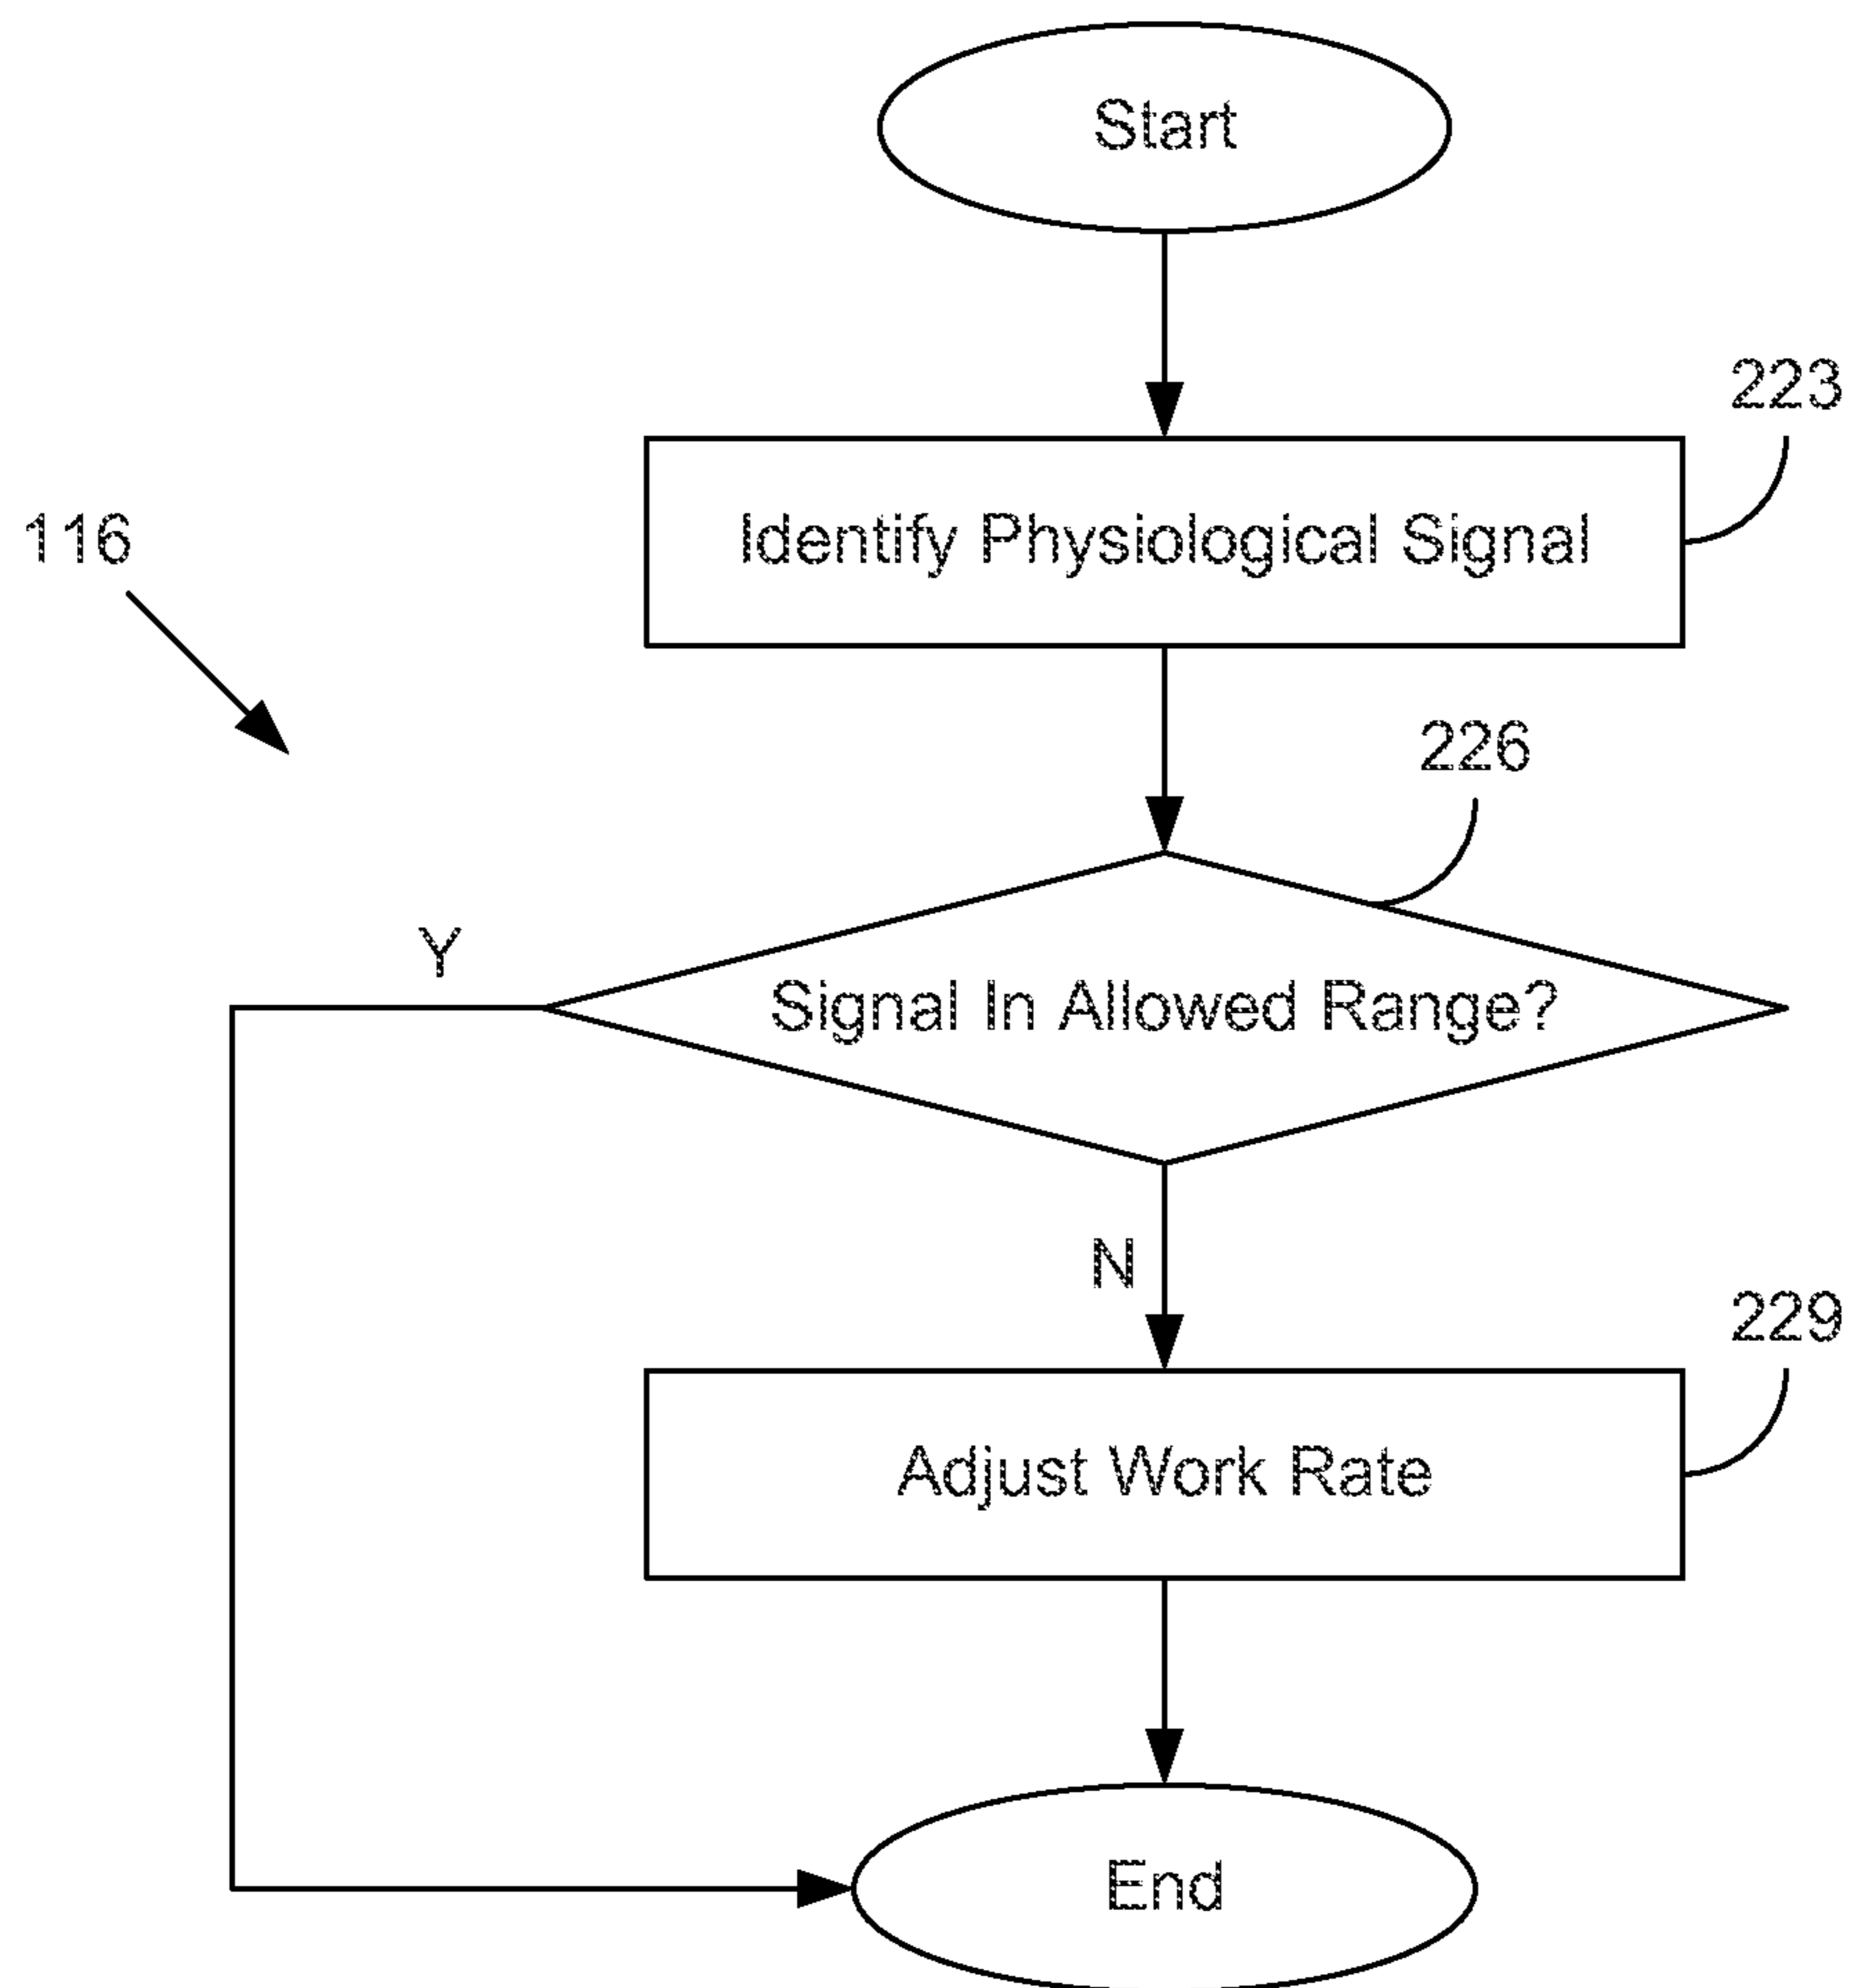 Start
223
Identify Physiological Signal
116
226
Y
Signal In Allowed Range?
N
229
Adjust Work Rate
End